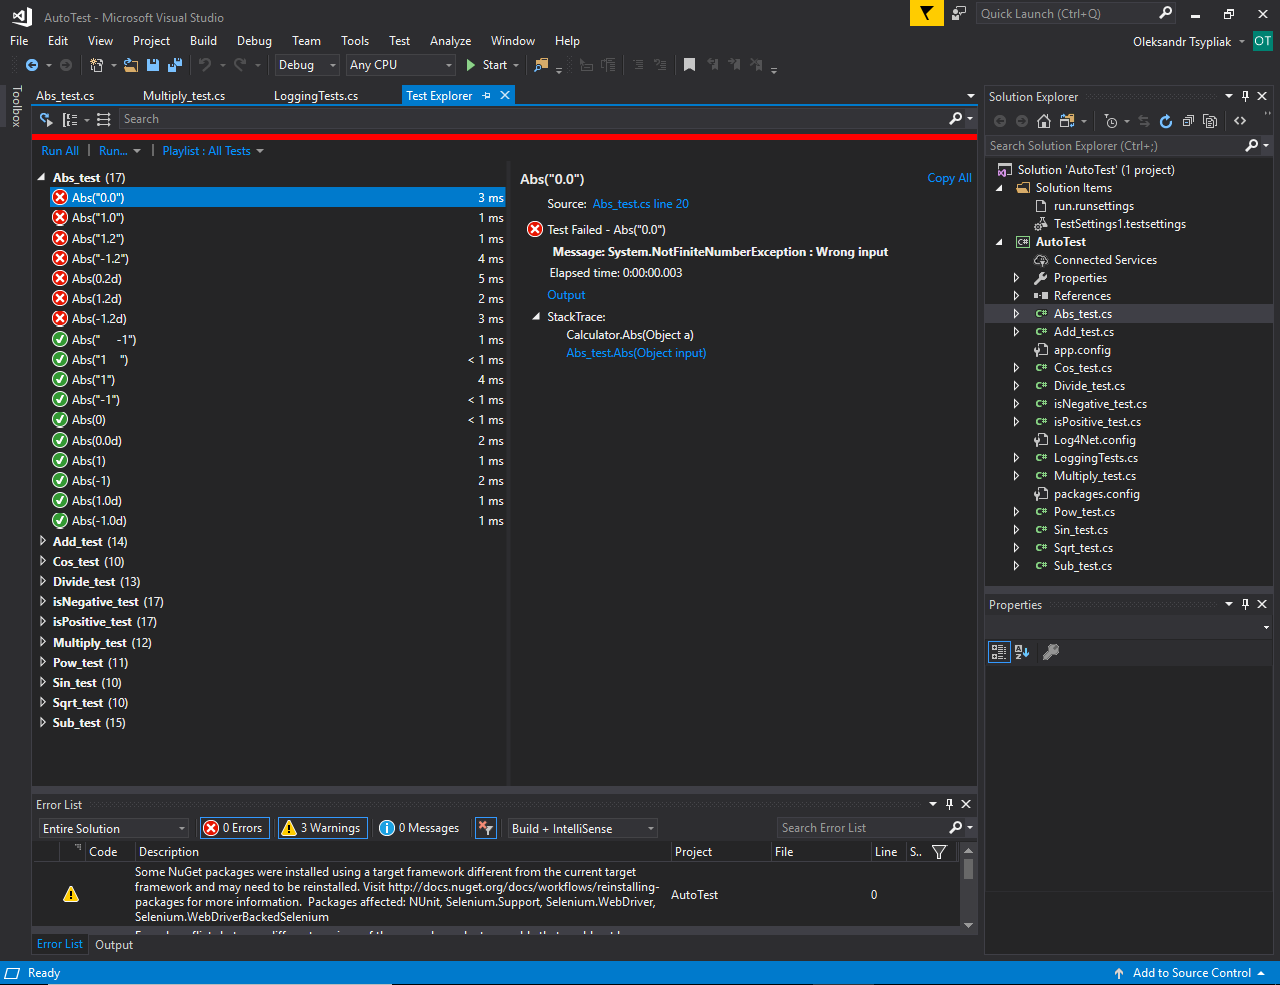 AutoTest - Microsoft Visual Studio
Quick Launch (Ctrl+Q)
File Edit View Project Build Debug Team Tools Test Analyze Window Help
Oleksandr Tsypliak OT
Debug Any CPU Start
Toolbox
Abs_test.cs Multiply_test.cs LoggingTests.cs Test Explorer
Search
Run All | Run... | Playlist : All Tests
Abs_test (17)
Abs("0.0") 3 ms
Abs("1.0") 1 ms
Abs("1.2") 1 ms
Abs("-1.2") 4 ms
Abs(0.2d) 5 ms
Abs(1.2d) 2 ms
Abs(-1.2d) 3 ms
Abs("     -1") 1 ms
Abs("1     ") < 1 ms
Abs("1") 4 ms
Abs("-1") < 1 ms
Abs(0) < 1 ms
Abs(0.0d) 2 ms
Abs(1) 1 ms
Abs(-1) 2 ms
Abs(1.0d) 1 ms
Abs(-1.0d) 1 ms
Add_test (14)
Cos_test (10)
Divide_test (13)
isNegative_test (17)
isPositive_test (17)
Multiply_test (12)
Pow_test (11)
Sin_test (10)
Sqrt_test (10)
Sub_test (15)
Abs("0.0")
Copy All
Source: Abs_test.cs line 20
Test Failed - Abs("0.0")
Message: System.NotFiniteNumberException : Wrong input
Elapsed time: 0:00:00.003
Output
StackTrace:
Calculator.Abs(Object a)
Abs_test.Abs(Object input)
Solution Explorer
Search Solution Explorer (Ctrl+;)
Solution 'AutoTest' (1 project)
Solution Items
run.runsettings
TestSettings1.testsettings
C# AutoTest
Connected Services
Properties
References
C# Abs_test.cs
C# Add_test.cs
app.config
C# Cos_test.cs
C# Divide_test.cs
C# isNegative_test.cs
C# isPositive_test.cs
Log4Net.config
C# LoggingTests.cs
C# Multiply_test.cs
packages.config
C# Pow_test.cs
C# Sin_test.cs
C# Sqrt_test.cs
C# Sub_test.cs
Properties
Error List
Entire Solution 0 Errors 3 Warnings 0 Messages Build + IntelliSense Search Error List
Code Description Project File Line S..
Some NuGet packages were installed using a target framework different from the current target
framework and may need to be reinstalled. Visit http://docs.nuget.org/docs/workflows/reinstalling-
packages for more information.  Packages affected: NUnit, Selenium.Support, Selenium.WebDriver,
Selenium.WebDriverBackedSelenium
AutoTest 0
Error List Output
Ready
Add to Source Control